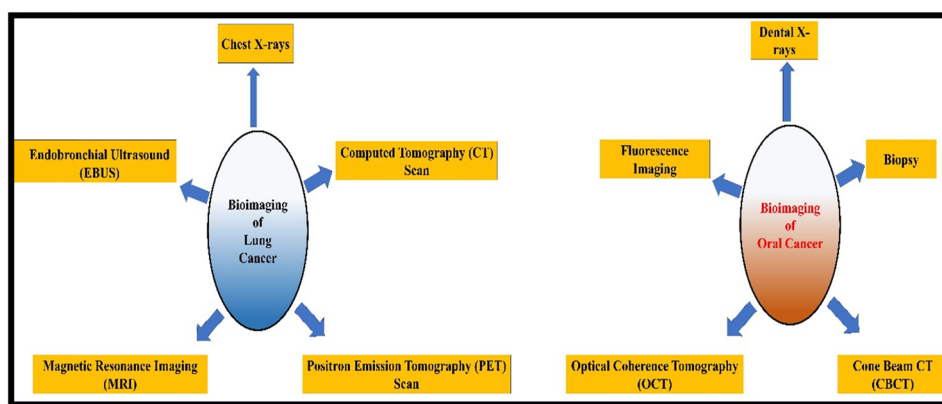 Chest X-rays
Endobronchial Ultrasound
(EBUS)
Computed Tomography (CT)
Scan
Bioimaging
of
Lung
Cancer
Magnetic Resonance Imaging
(MRI)
Positron Emission Tomography (PET)
Scan
Dental X-
rays
Fluorescence
Imaging
Biopsy
Bioimaging
of
Oral Cancer
Optical Coherence Tomography
(OCT)
Cone Beam CT
(CBCT)